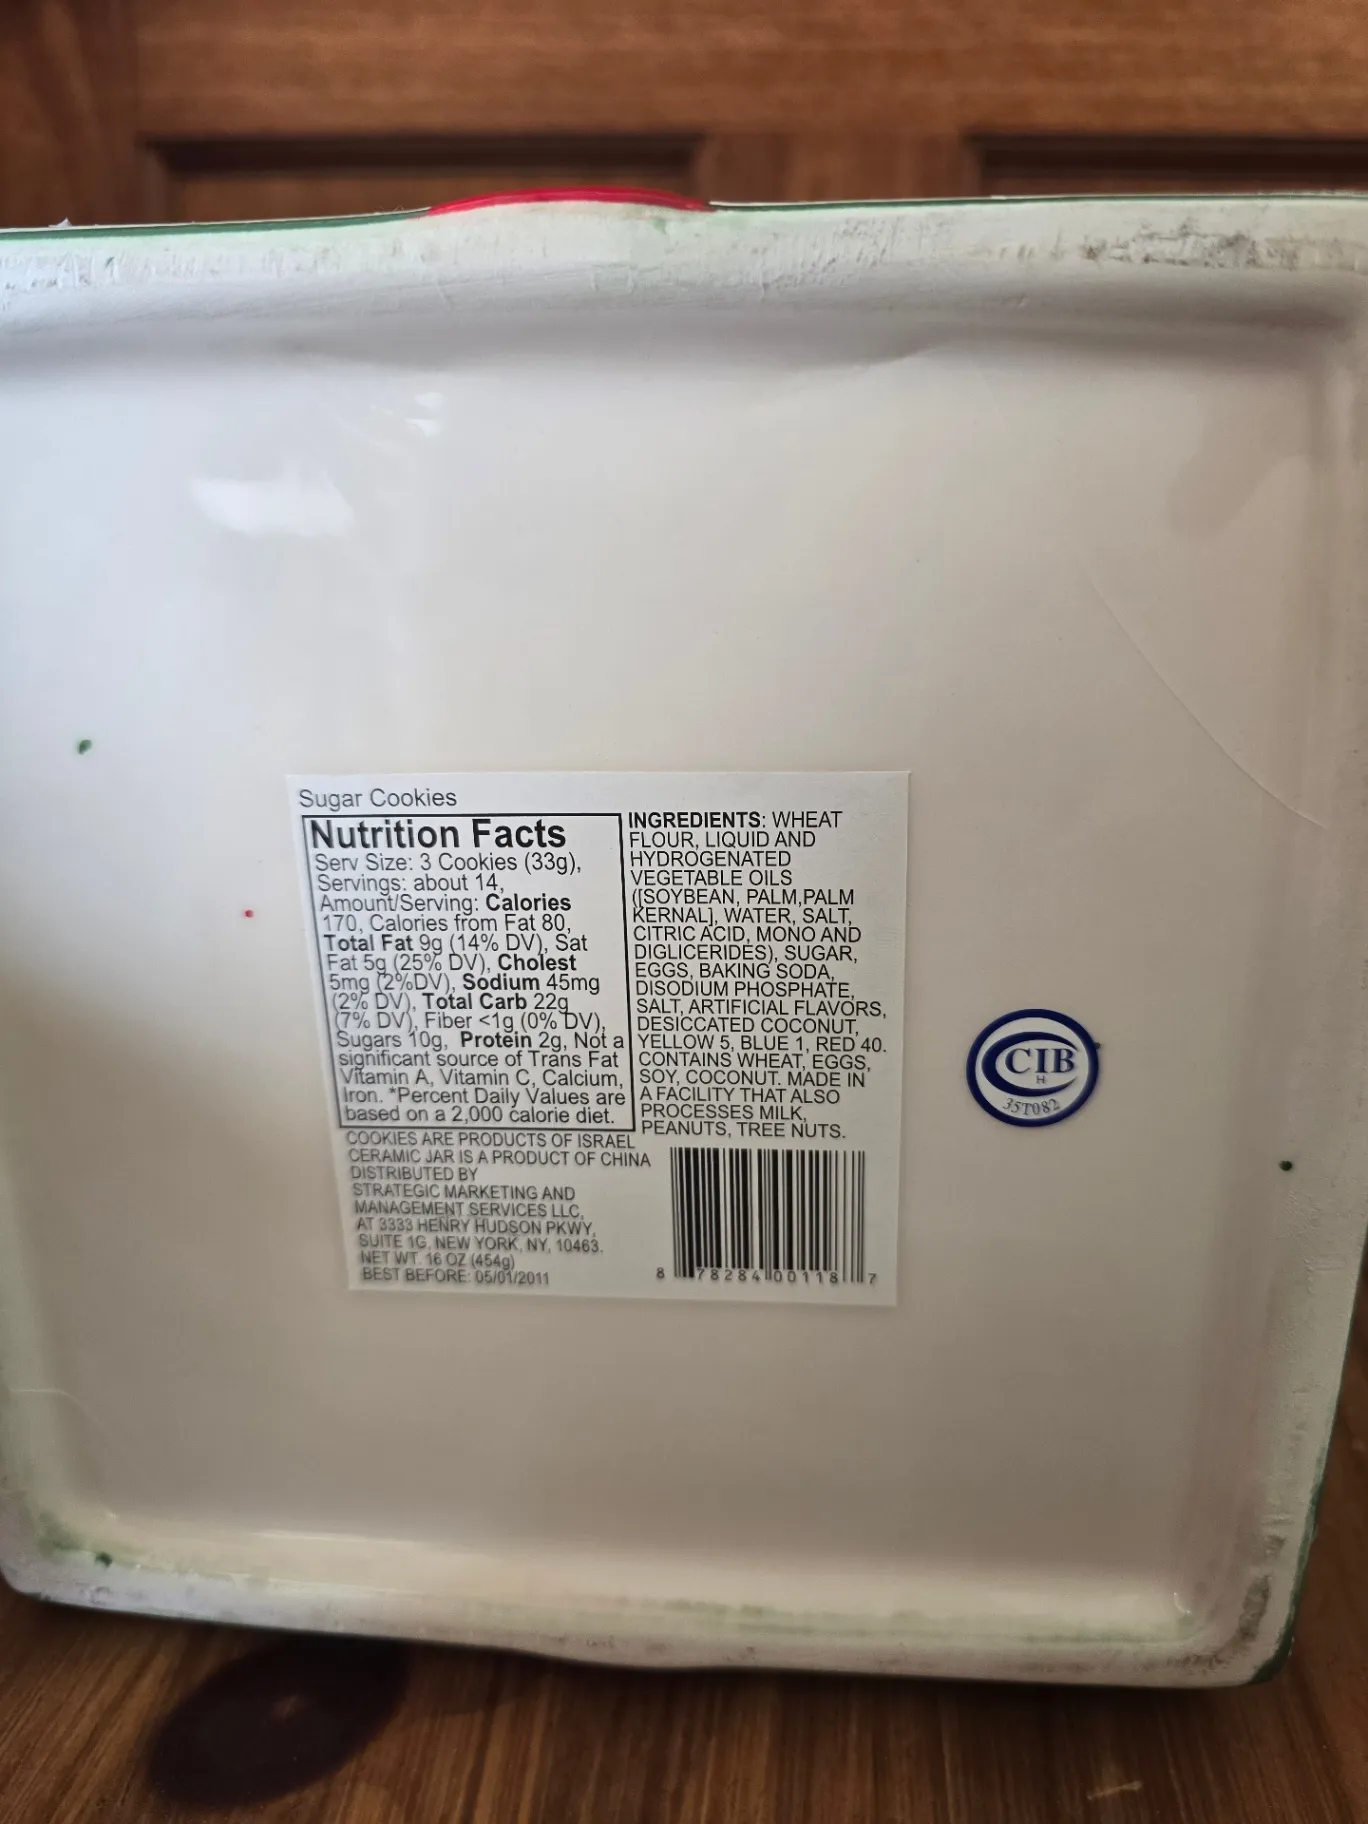 Sugar Cookies
Nutrition Facts
Serv Size: 3 Cookies (33g),
Servings: about 14,
Amount/Serving: Calories
170, Calories from Fat 80,
Total Fat 9g (14% DV), Sat
Fat 5g (25% DV), Cholest
5mg (2%DV), Sodium 45mg
(2% DV), Total Carb 22g
(7% DV), Fiber <1g (0% DV),
Sugars 10g, Protein 2g, Not a
significant source of Trans Fat
Vitamin A, Vitamin C, Calcium,
Iron. *Percent Daily Values are
based on a 2,000 calorie diet.
INGREDIENTS: WHEAT
FLOUR, LIQUID AND
HYDROGENATED
VEGETABLE OILS
([SOYBEAN, PALM,PALM
KERNAL], WATER, SALT,
CITRIC ACID, MONO AND
DIGLICERIDES), SUGAR,
EGGS, BAKING SODA,
DISODIUM PHOSPHATE,
SALT, ARTIFICIAL FLAVORS,
DESICCATED COCONUT,
YELLOW 5, BLUE 1, RED 40.
CONTAINS WHEAT, EGGS,
SOY, COCONUT. MADE IN
A FACILITY THAT ALSO
PROCESSES MILK,
PEANUTS, TREE NUTS.
COOKIES ARE PRODUCTS OF ISRAEL
CERAMIC JAR IS A PRODUCT OF CHINA
DISTRIBUTED BY
STRATEGIC MARKETING AND
MANAGEMENT SERVICES LLC,
AT 3333 HENRY HUDSON PKWY,
SUITE 1G, NEW YORK, NY, 10463.
NET WT. 16 OZ (454g)
BEST BEFORE: 05/01/2011
8 78284 00118 7
CIB
H
35T082